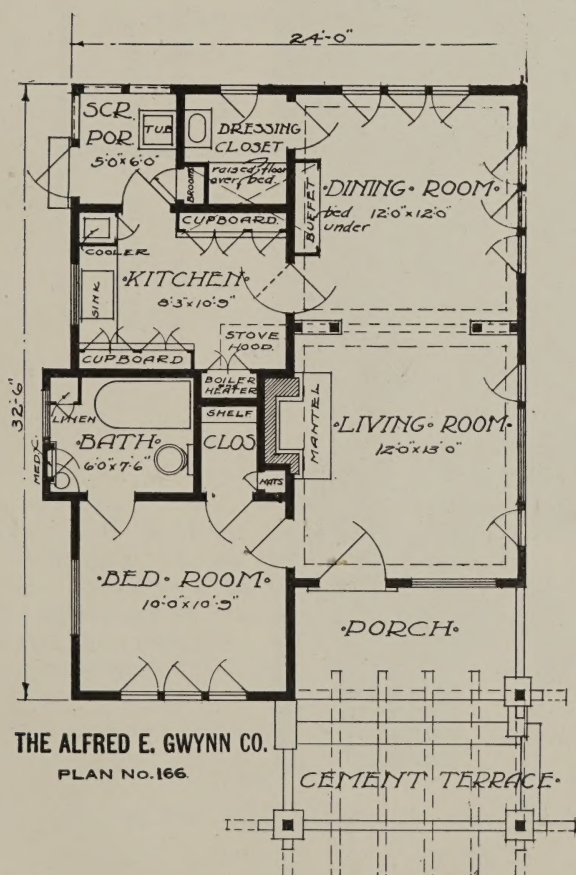 24'-0"
SCR.
POR.
5'0"x6'0"
TUB
DRESSING
CLOSET
raised floor
over bed.
BROOMS
BUFFET
DINING ROOM
12'0"x12'0"
bed
under
CUPBOARD
COOLER
SINK
KITCHEN
8'3"x10'9"
STOVE
HOOD.
CUPBOARD
BOILER
HEATER
32'-6"
LINEN
BATH
6'0"x7'6"
MED. C.
SHELF
CLOS
HATS
MANTEL
LIVING ROOM
12'0"x13'0"
BED ROOM
10'0"x10'9"
PORCH
THE ALFRED E. GWYNN CO.
PLAN No. 166.
CEMENT TERRACE